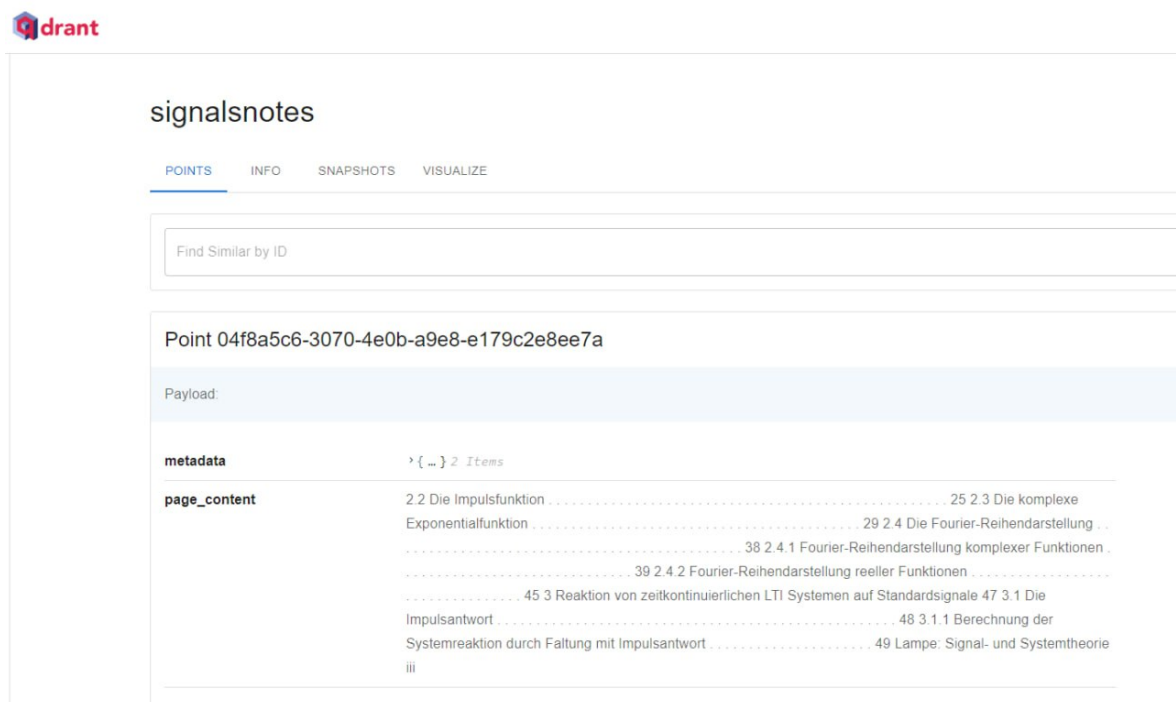 qdrant
signalsnotes
POINTS INFO SNAPSHOTS VISUALIZE
Find Similar by ID
Point 04f8a5c6-3070-4e0b-a9e8-e179c2e8ee7a
Payload:
metadata › { … } 2 Items
page_content 2.2 Die Impulsfunktion . . . . . . . . . . . . . . . . . . . . . . . . . . . . . . . . . . . . . . . . . . . . . . 25 2.3 Die komplexe
Exponentialfunktion . . . . . . . . . . . . . . . . . . . . . . . . . . . . . . . . . . . . . . 29 2.4 Die Fourier-Reihendarstellung . .
. . . . . . . . . . . . . . . . . . . . . . . . . . . . . . . . . . . . . . . 38 2.4.1 Fourier-Reihendarstellung komplexer Funktionen .
. . . . . . . . . . . . . . . . . . . . . . . . . . 39 2.4.2 Fourier-Reihendarstellung reeller Funktionen . . . . . . . . . . . . . . . . .
. . . . . . . . . . . . . . 45 3 Reaktion von zeitkontinuierlichen LTI Systemen auf Standardsignale 47 3.1 Die
Impulsantwort . . . . . . . . . . . . . . . . . . . . . . . . . . . . . . . . . . . . . . . . . . . . . . 48 3.1.1 Berechnung der
Systemreaktion durch Faltung mit Impulsantwort . . . . . . . . . . . . . . . . . . . 49 Lampe: Signal- und Systemtheorie
iii